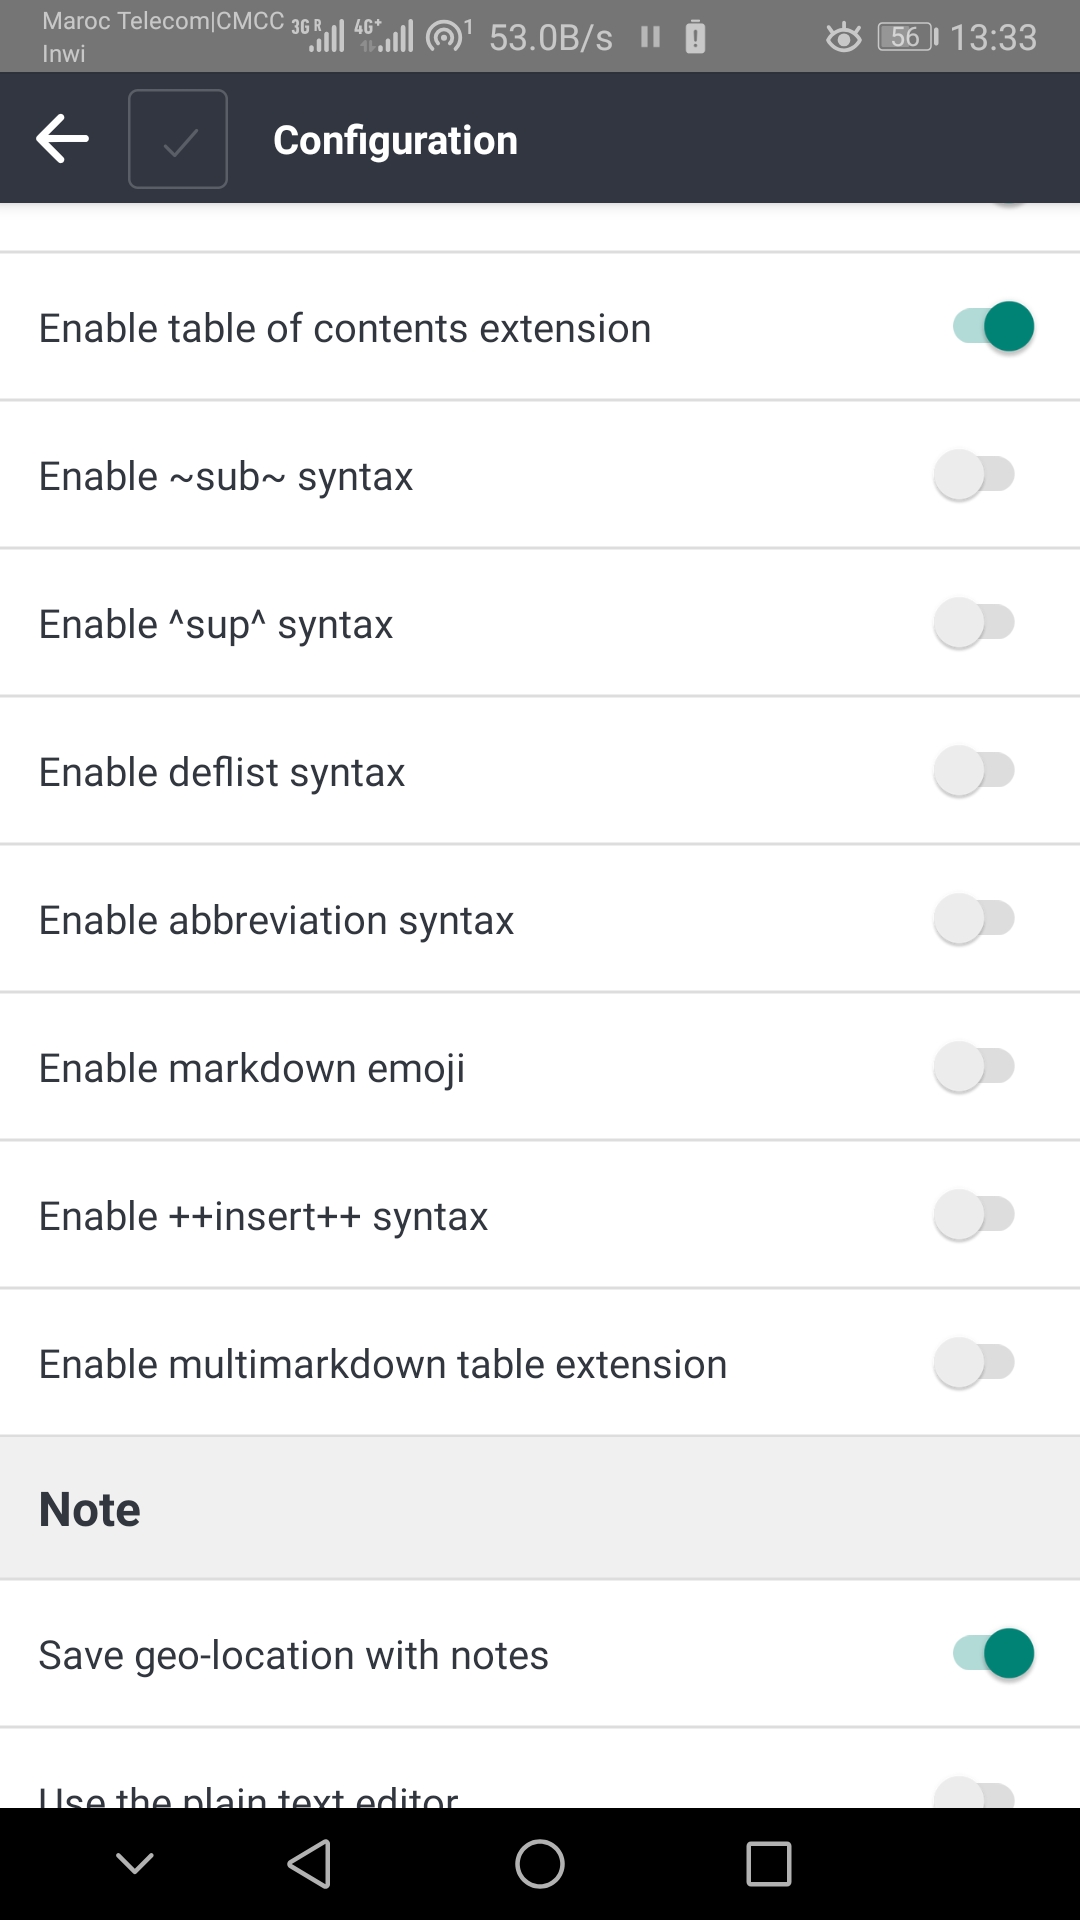 Maroc Telecom|CMCC 3G R 4G+ 1 53.0B/s 56 13:33
Inwi
Configuration
Enable table of contents extension
Enable ~sub~ syntax
Enable ^sup^ syntax
Enable deflist syntax
Enable abbreviation syntax
Enable markdown emoji
Enable ++insert++ syntax
Enable multimarkdown table extension
Note
Save geo-location with notes
Use the plain text editor